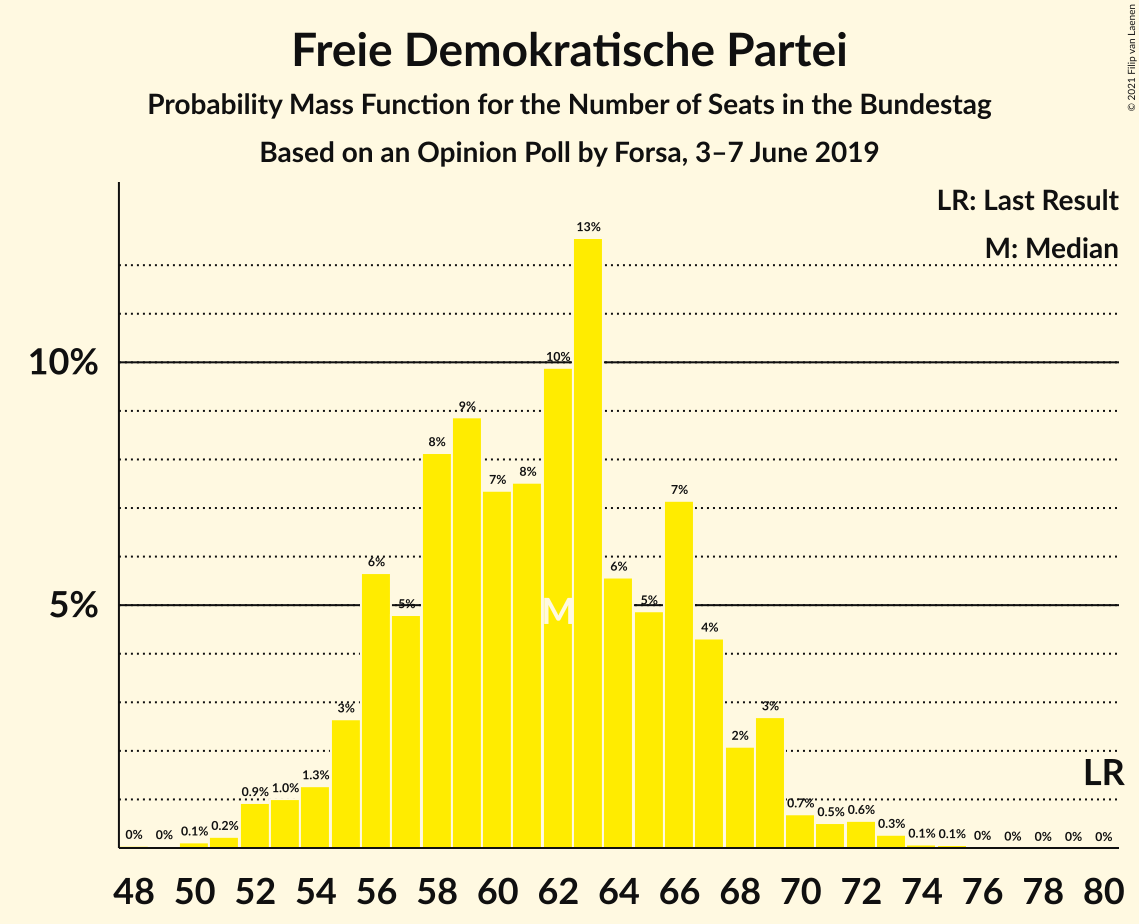 Freie Demokratische Partei
Probability Mass Function for the Number of Seats in the Bundestag
Based on an Opinion Poll by Forsa, 3–7 June 2019
© 2021 Filip van Laenen
LR: Last Result
M: Median
10%
5%
0% 0% 0.1% 0.2% 0.9% 1.0% 1.3% 3% 6% 5% 8% 9% 7% 8% 10% 13% 6% 5% 7% 4% 2% 3% 0.7% 0.5% 0.6% 0.3% 0.1% 0.1% 0% 0% 0% 0% 0%
M
LR
48 50 52 54 56 58 60 62 64 66 68 70 72 74 76 78 80